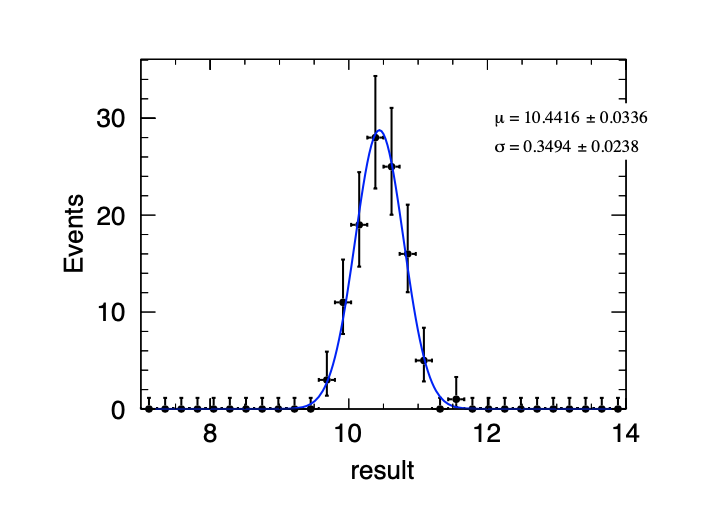 μ = 10.4416 ± 0.0336
σ = 0.3494 ± 0.0238
Events
30
20
10
0
8
10
12
14
result